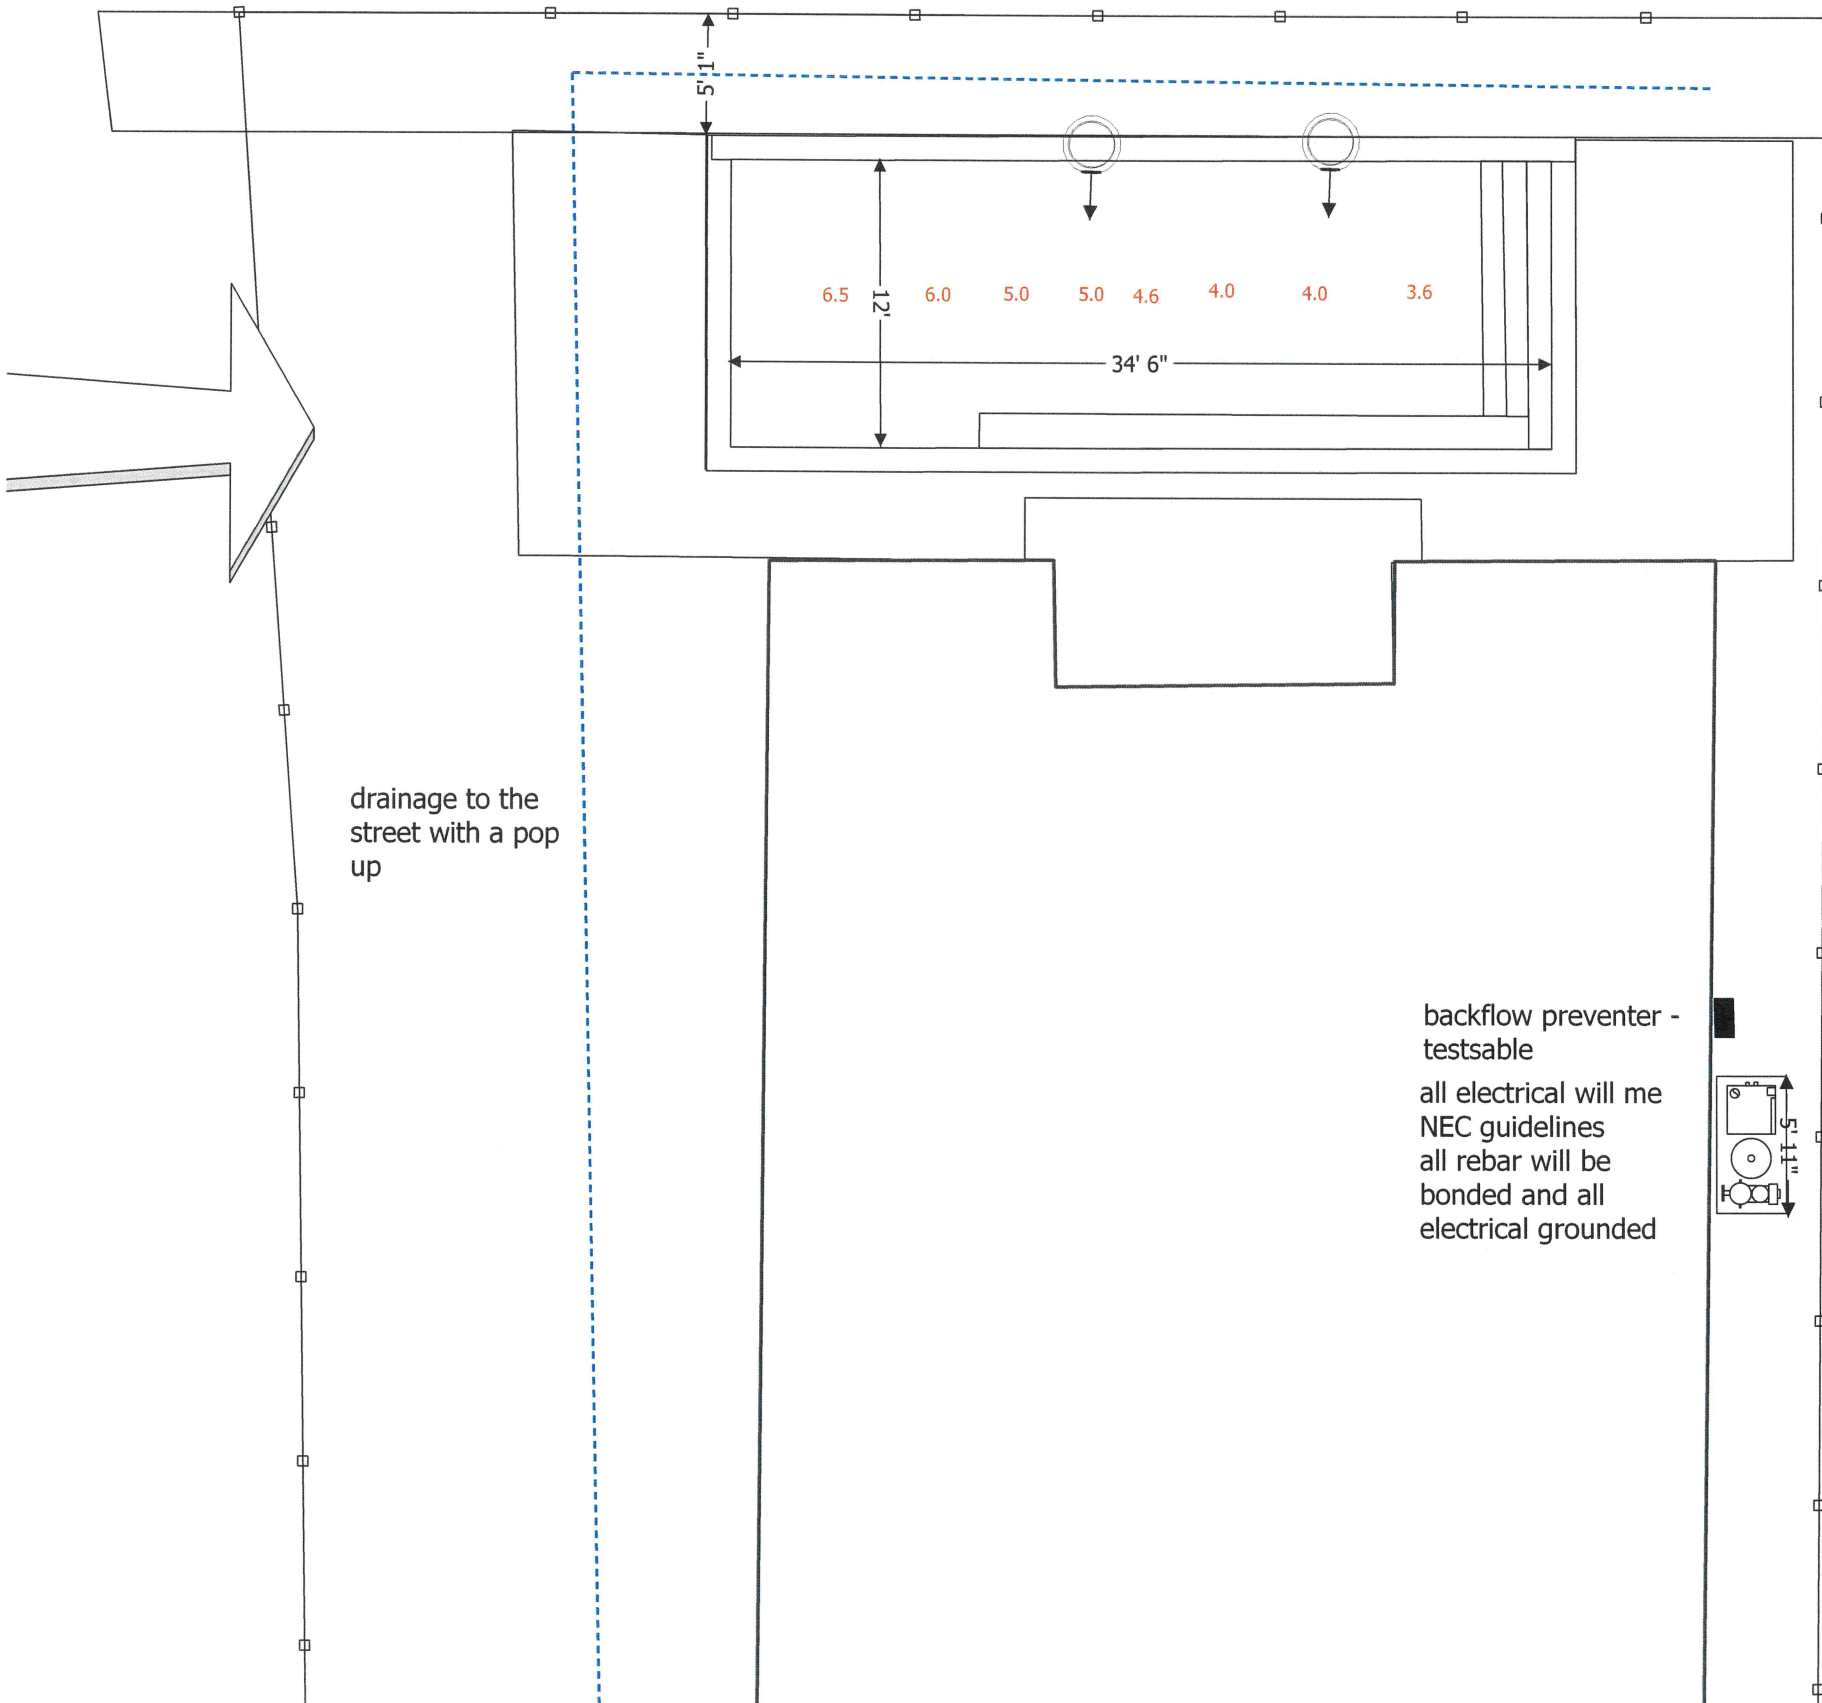 5' 1"
6.5 6.0 5.0 5.0 4.6 4.0 4.0 3.6
12'
34' 6"
drainage to the
street with a pop
up
backflow preventer -
testsable
all electrical will me
NEC guidelines
all rebar will be
bonded and all
electrical grounded
5' 11"